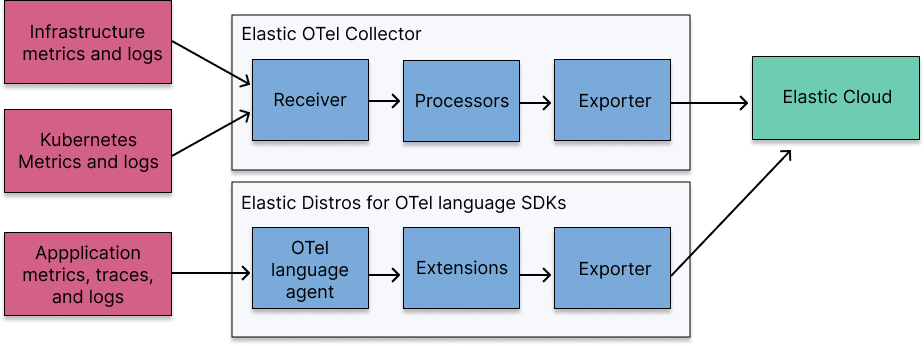 Infrastructure
metrics and logs
Elastic OTel Collector
Receiver
Processors
Exporter
Elastic Cloud
Kubernetes
Metrics and logs
Elastic Distros for OTel language SDKs
Appplication
metrics, traces,
and logs
OTel
language
agent
Extensions
Exporter